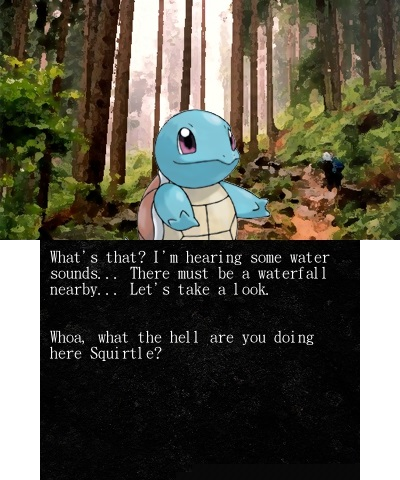 What's that? I'm hearing some water
sounds... There must be a waterfall
nearby... Let's take a look.
Whoa, what the hell are you doing
here Squirtle?